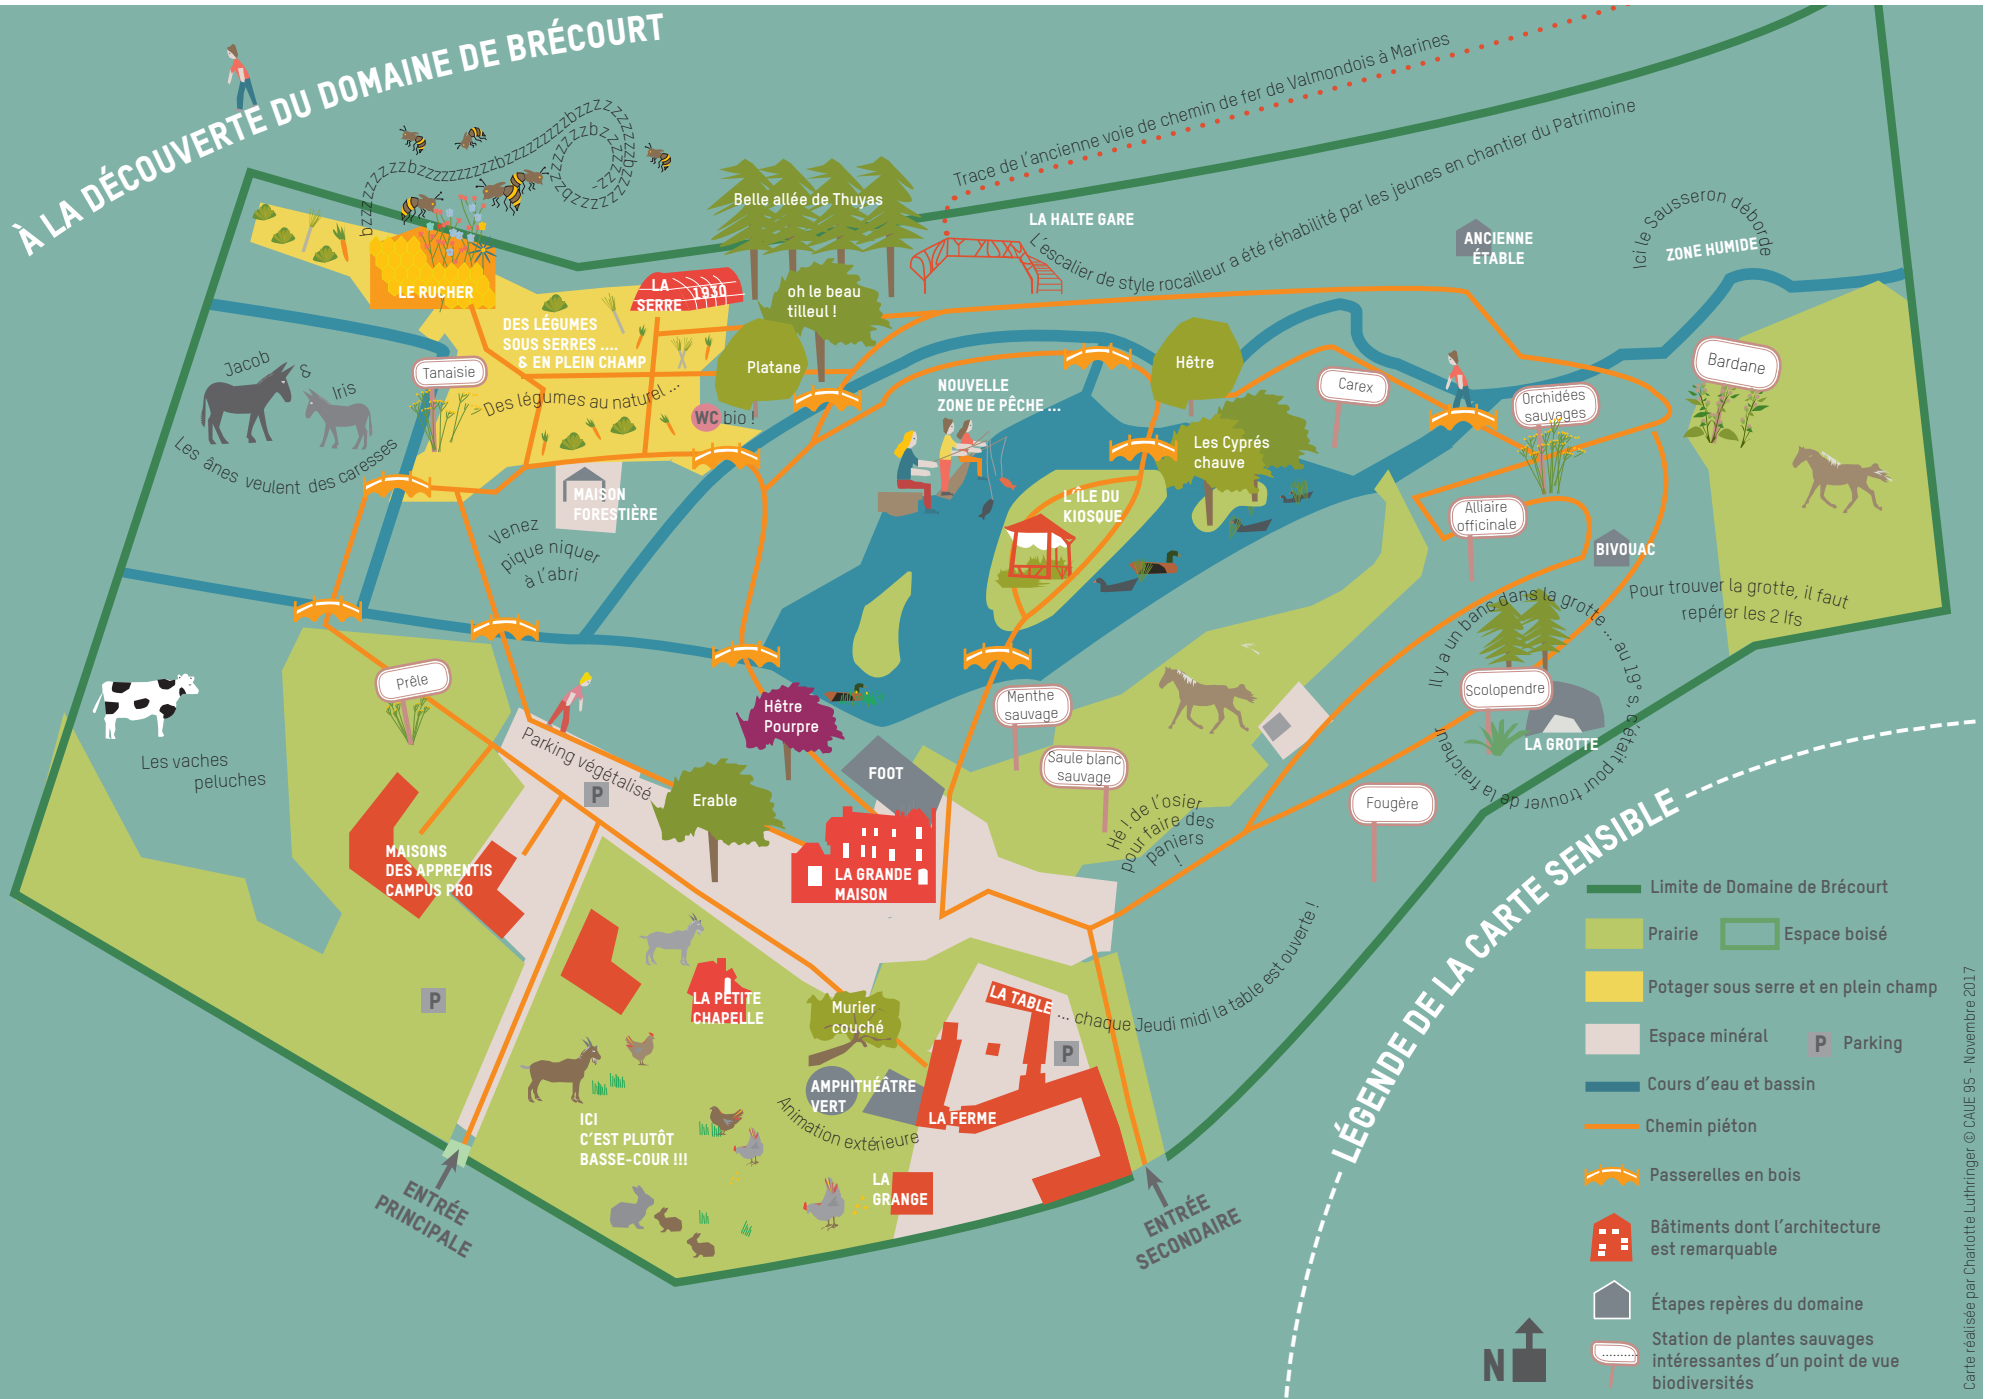 À LA DÉCOUVERTE DU DOMAINE DE BRÉCOURT
bzzzzzzzzbzzzzzzzzzzbzzzzzzzzbzzzz
Trace de l'ancienne voie de chemin de fer de Valmondois à Marines
Belle allée de Thuyas
LA HALTE GARE
L'escalier de style rocailleur a été réhabilité par les jeunes en chantier du Patrimoine
ANCIENNE
ÉTABLE
Ici le Sausseron déborde
ZONE HUMIDE
LE RUCHER
LA
SERRE
1930
oh le beau
tilleul !
DES LÉGUMES
SOUS SERRES ....
& EN PLEIN CHAMP
Platane
Hêtre
Bardane
Jacob
&
Iris
Les ânes veulent des caresses
Tanaisie
Des légumes au naturel ...
WC bio !
NOUVELLE
ZONE DE PÊCHE ...
Carex
Orchidées
sauvages
Les Cyprés
chauve
MAISON
FORESTIÈRE
L'ÎLE DU
KIOSQUE
Alliaire
officinale
BIVOUAC
Venez
pique niquer
à l'abri
Pour trouver la grotte, il faut
repérer les 2 Ifs
Il y a un banc dans la grotte ... au 19° s, c'était pour trouver de la fraicheur
Scolopendre
LA GROTTE
Prêle
Les vaches
peluches
Hêtre
Pourpre
Menthe
sauvage
Parking végétalisé
P
FOOT
Saule blanc
sauvage
Erable
Hé ! de l'osier
pour faire des
paniers
!
Fougère
MAISONS
DES APPRENTIS
CAMPUS PRO
LA GRANDE
MAISON
P
LA PETITE
CHAPELLE
Murier
couché
LA TABLE
... chaque Jeudi midi la table est ouverte !
P
AMPHITHÉÂTRE
VERT
Animation extérieure
LA FERME
ICI
C'EST PLUTÔT
BASSE-COUR !!!
LA
GRANGE
ENTRÉE
PRINCIPALE
ENTRÉE
SECONDAIRE
LÉGENDE DE LA CARTE SENSIBLE
Limite de Domaine de Brécourt
Prairie
Espace boisé
Potager sous serre et en plein champ
Espace minéral
P Parking
Cours d'eau et bassin
Chemin piéton
Passerelles en bois
Bâtiments dont l'architecture
est remarquable
Étapes repères du domaine
Station de plantes sauvages
intéressantes d'un point de vue
biodiversités
N
Carte réalisée par Charlotte Luthringer © CAUE 95 - Novembre 2017